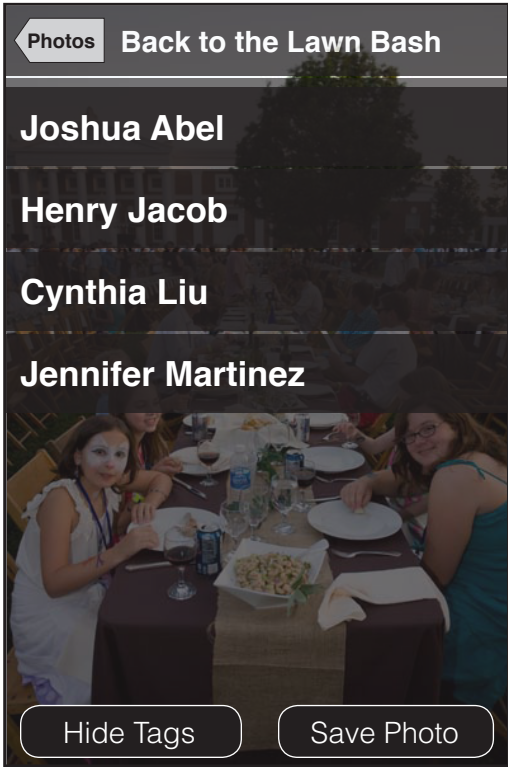 Photos Back to the Lawn Bash
Joshua Abel
Henry Jacob
Cynthia Liu
Jennifer Martinez
Hide Tags Save Photo